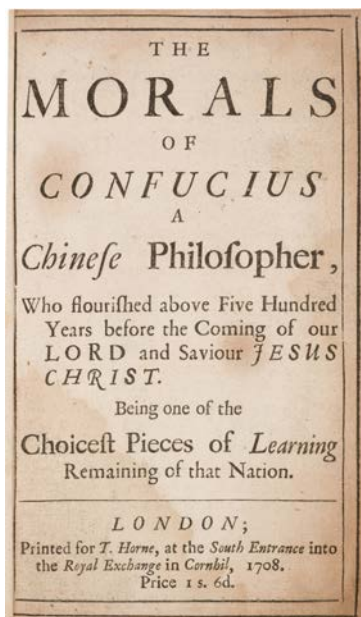 THE
MORALS
OF
CONFUCIUS
A
Chineſe Philoſopher,
Who flouriſhed above Five Hundred
Years before the Coming of our
LORD and Saviour JESUS
CHRIST.
Being one of the
Choiceſt Pieces of Learning
Remaining of that Nation.
LONDON;
Printed for T. Horne, at the South Entrance into
the Royal Exchange in Cornhil, 1708.
Price 1 s. 6d.